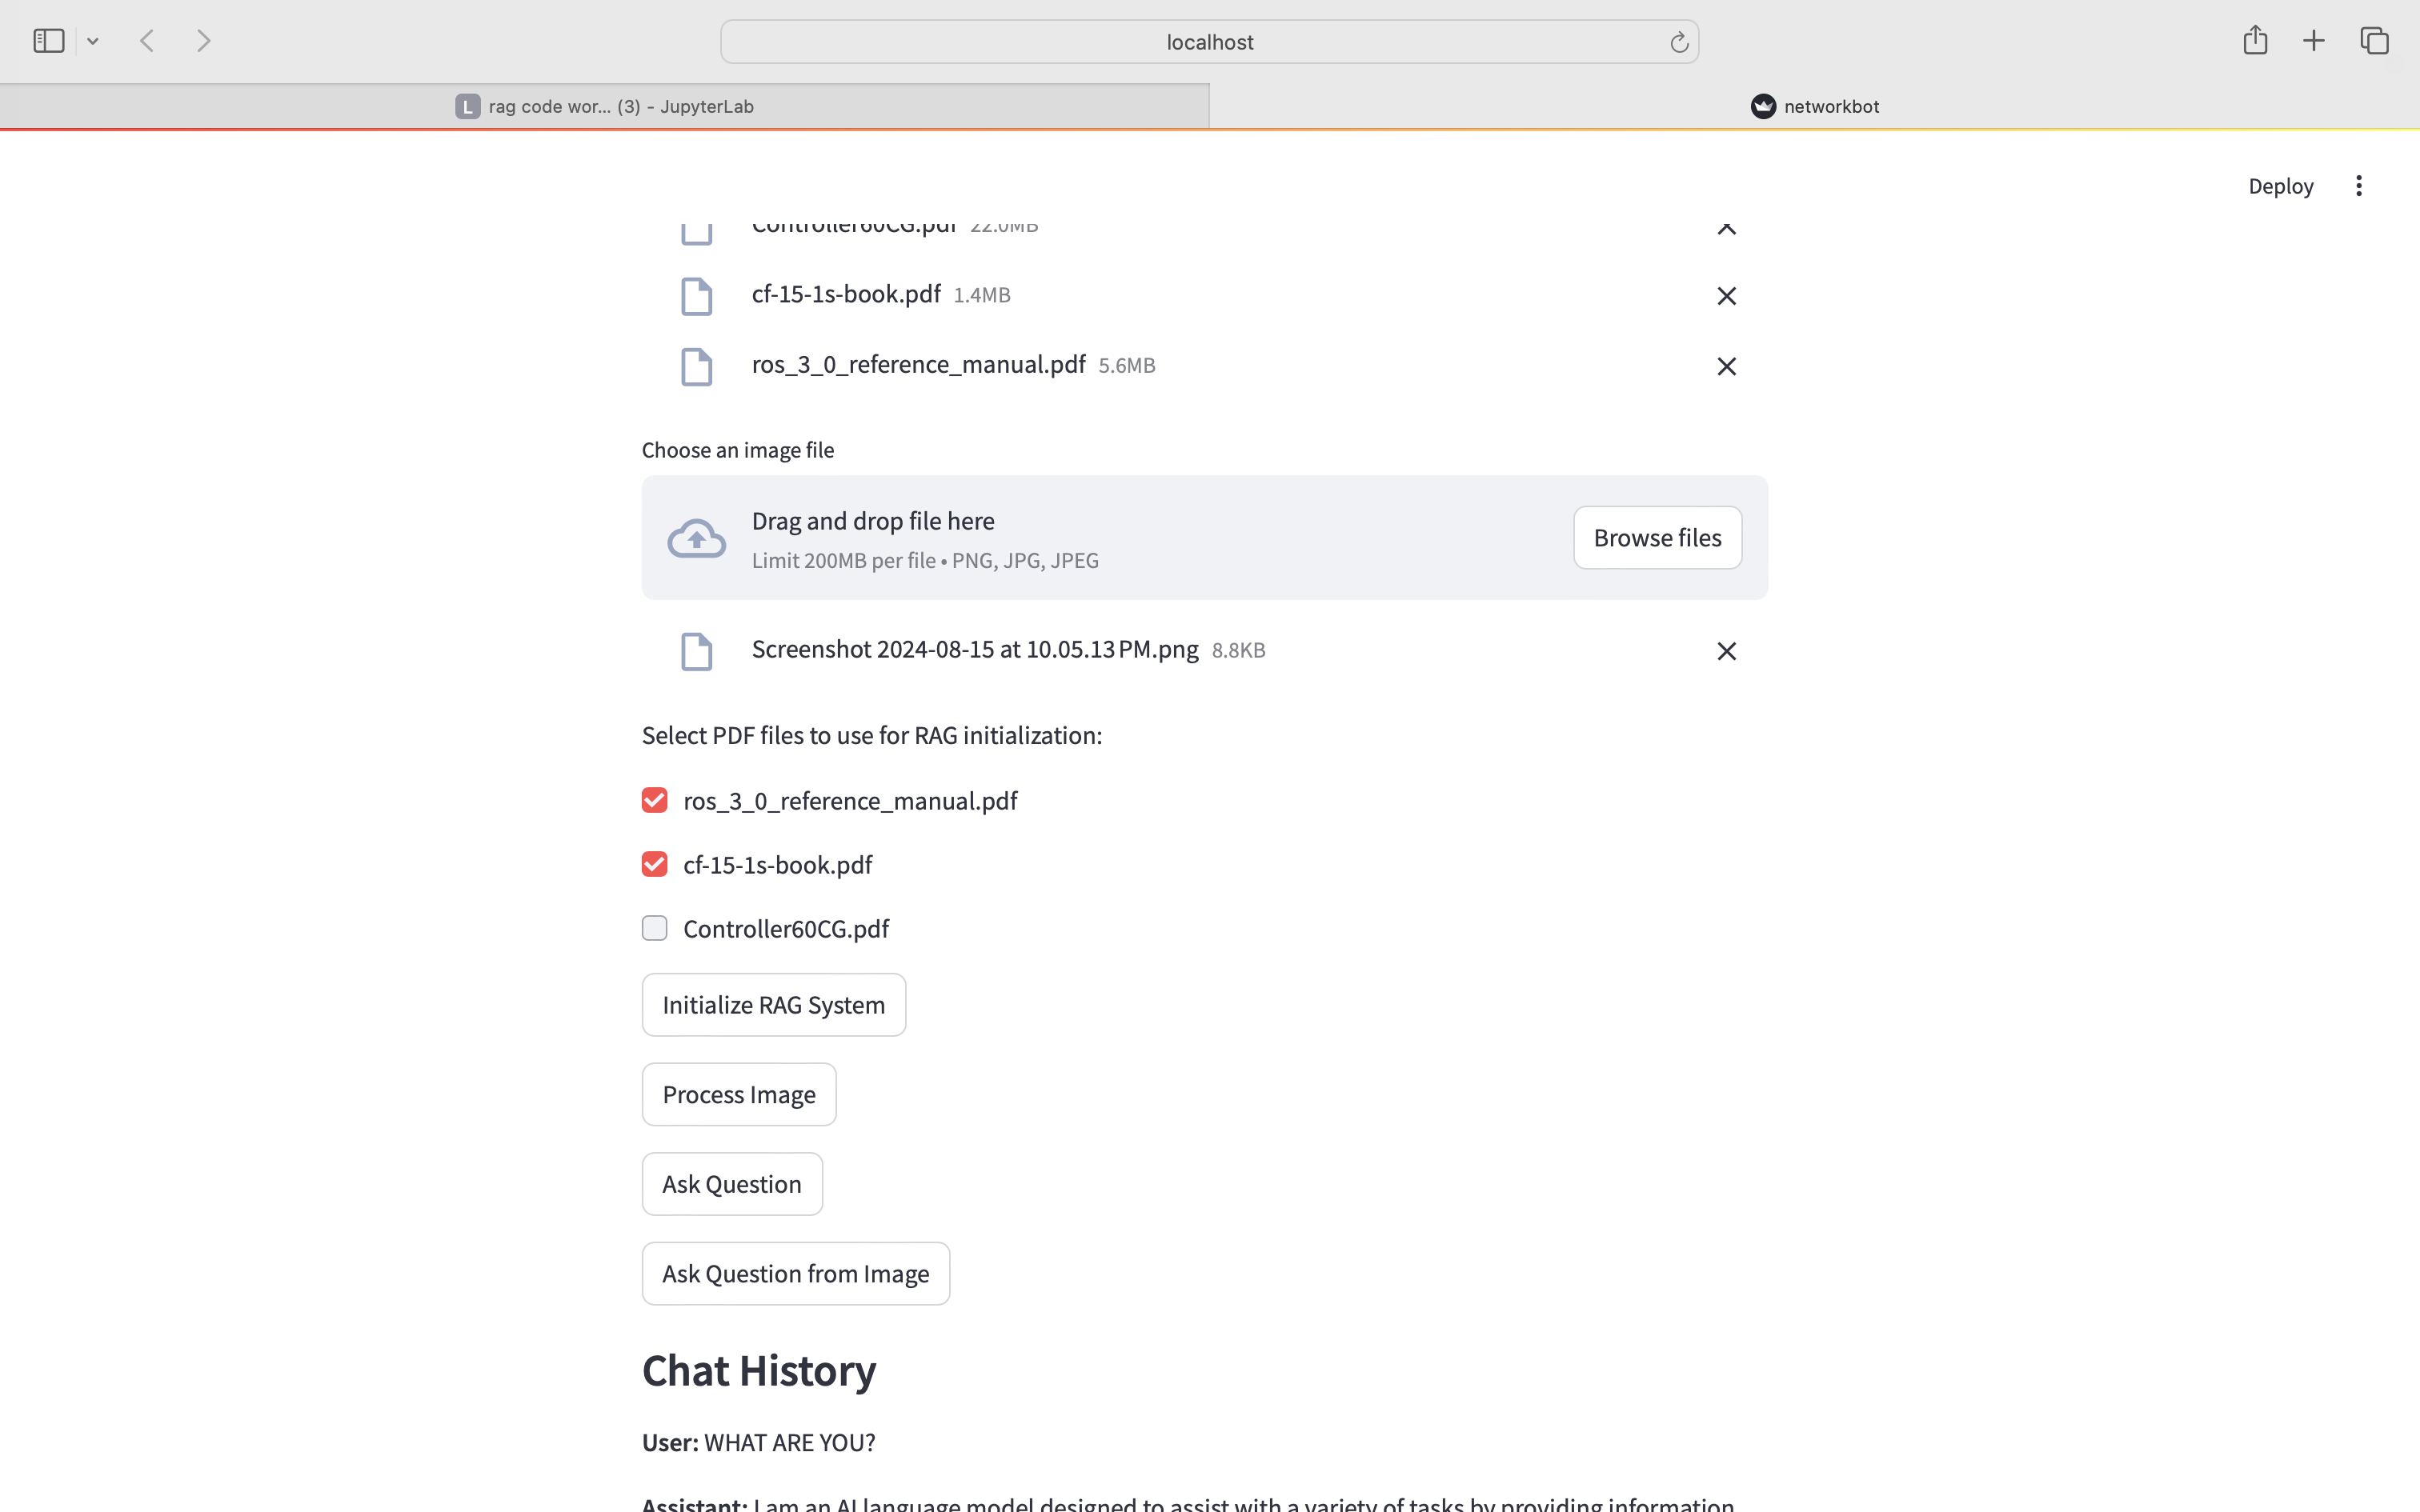 localhost
L rag code wor... (3) - JupyterLab
networkbot
Deploy
Controller60CG.pdf 22.0MB
cf-15-1s-book.pdf 1.4MB
ros_3_0_reference_manual.pdf 5.6MB
Choose an image file
Drag and drop file here
Limit 200MB per file • PNG, JPG, JPEG
Browse files
Screenshot 2024-08-15 at 10.05.13 PM.png 8.8KB
Select PDF files to use for RAG initialization:
ros_3_0_reference_manual.pdf
cf-15-1s-book.pdf
Controller60CG.pdf
Initialize RAG System
Process Image
Ask Question
Ask Question from Image
Chat History
User: WHAT ARE YOU?
Assistant: I am an AI language model designed to assist with a variety of tasks by providing information